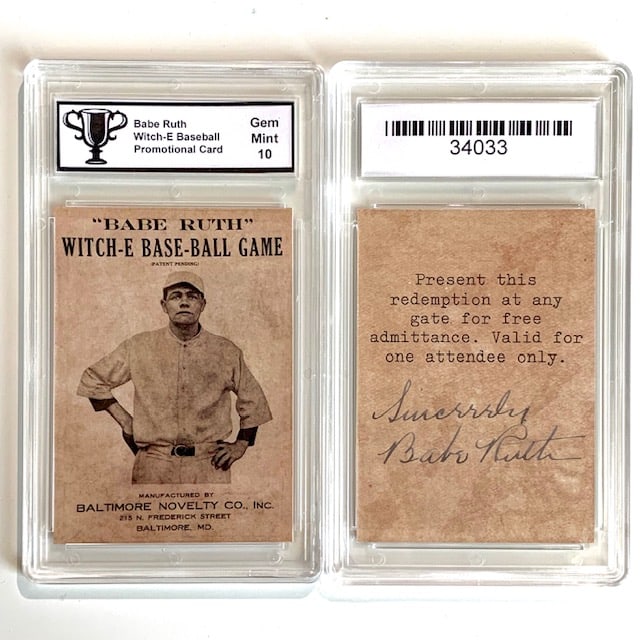 Babe Ruth
Witch-E Baseball
Promotional Card
Gem
Mint
10
"BABE RUTH"
WITCH-E BASE-BALL GAME
(PATENT PENDING)
MANUFACTURED BY
BALTIMORE NOVELTY CO., INC.
215 N. FREDERICK STREET
BALTIMORE, MD.
34033
Present this
redemption at any
gate for free
admittance. Valid for
one attendee only.
Sincerely
Babe Ruth